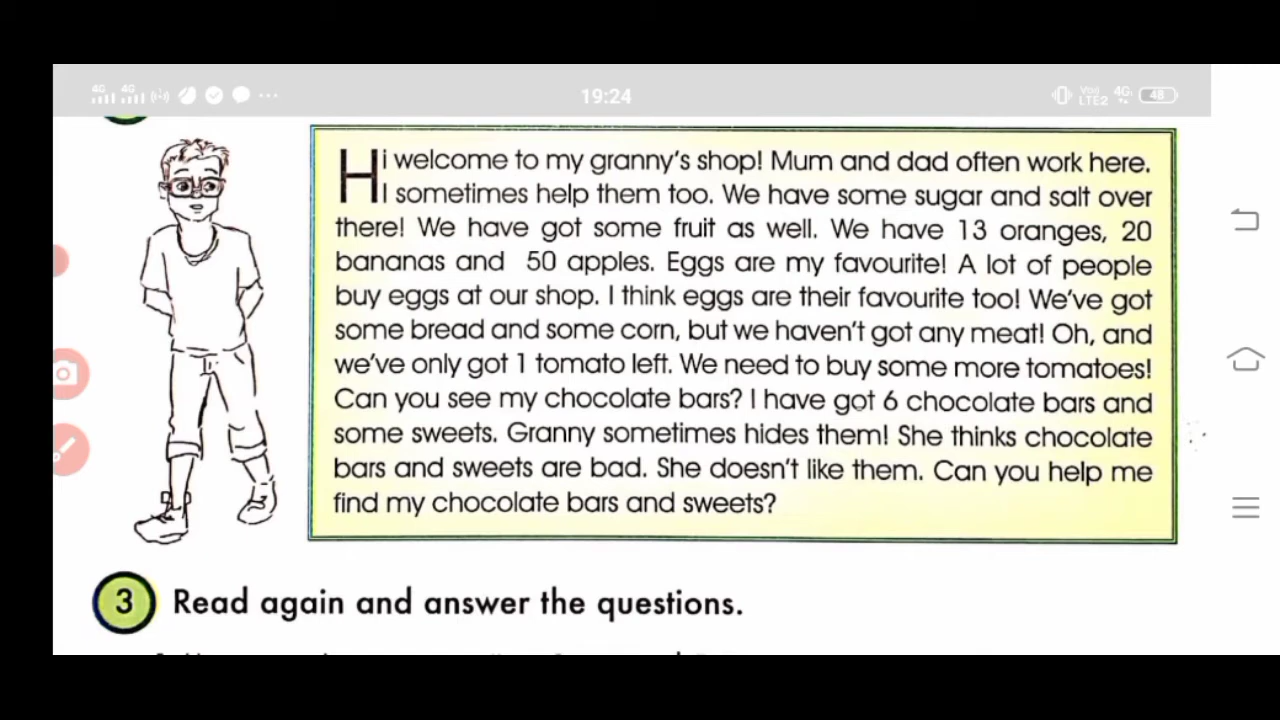 4G 4G 19:24 Vo) LTE2 4G 48
Hi welcome to my granny's shop! Mum and dad often work here.
I sometimes help them too. We have some sugar and salt over
there! We have got some fruit as well. We have 13 oranges, 20
bananas and 50 apples. Eggs are my favourite! A lot of people
buy eggs at our shop. I think eggs are their favourite too! We've got
some bread and some corn, but we haven't got any meat! Oh, and
we've only got 1 tomato left. We need to buy some more tomatoes!
Can you see my chocolate bars? I have got 6 chocolate bars and
some sweets. Granny sometimes hides them! She thinks chocolate
bars and sweets are bad. She doesn't like them. Can you help me
find my chocolate bars and sweets?
3 Read again and answer the questions.